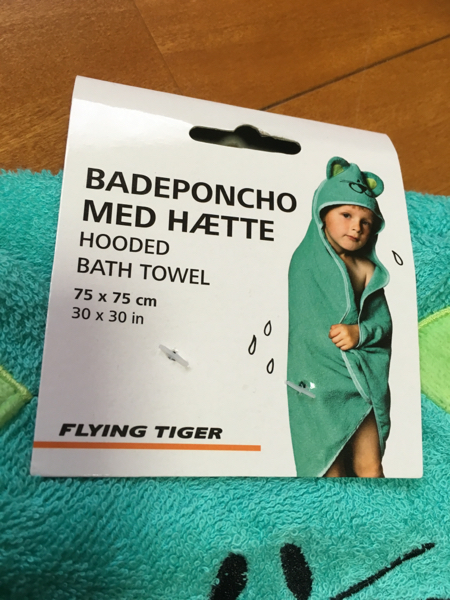 BADEPONCHO
MED HÆTTE
HOODED
BATH TOWEL
75 x 75 cm
30 x 30 in
FLYING TIGER